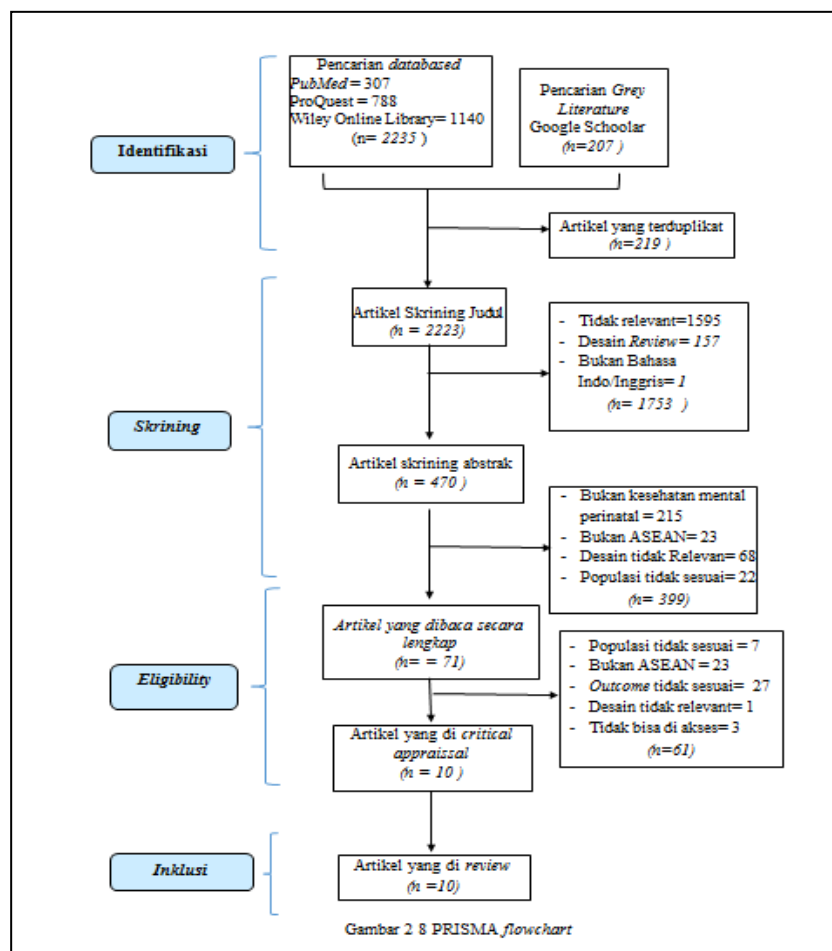 Pencarian databased
PubMed = 307
ProQuest = 788
Wiley Online Library= 1140
(n= 2235 )
Pencarian Grey
Literature
Google Schoolar
(n=207 )
Identifikasi
Artikel yang terduplikat
(n=219 )
Artikel Skrining Judul
(n = 2223)
- Tidak relevant=1595
- Desain Review = 157
- Bukan Bahasa
Indo/Inggris= 1
(n= 1753 )
Skrining
Artikel skrining abstrak
(n = 470 )
- Bukan kesehatan mental
perinatal = 215
- Bukan ASEAN= 23
- Desain tidak Relevan= 68
- Populasi tidak sesuai= 22
(n= 399)
Artikel yang dibaca secara
lengkap
(n= = 71)
Eligibility
- Populasi tidak sesuai = 7
- Bukan ASEAN = 23
- Outcome tidak sesuai= 27
- Desain tidak relevant= 1
- Tidak bisa di akses= 3
(n=61)
Artikel yang di critical
appraissal
(n = 10 )
Inklusi
Artikel yang di review
(n =10)
Gambar 2 8 PRISMA flowchart